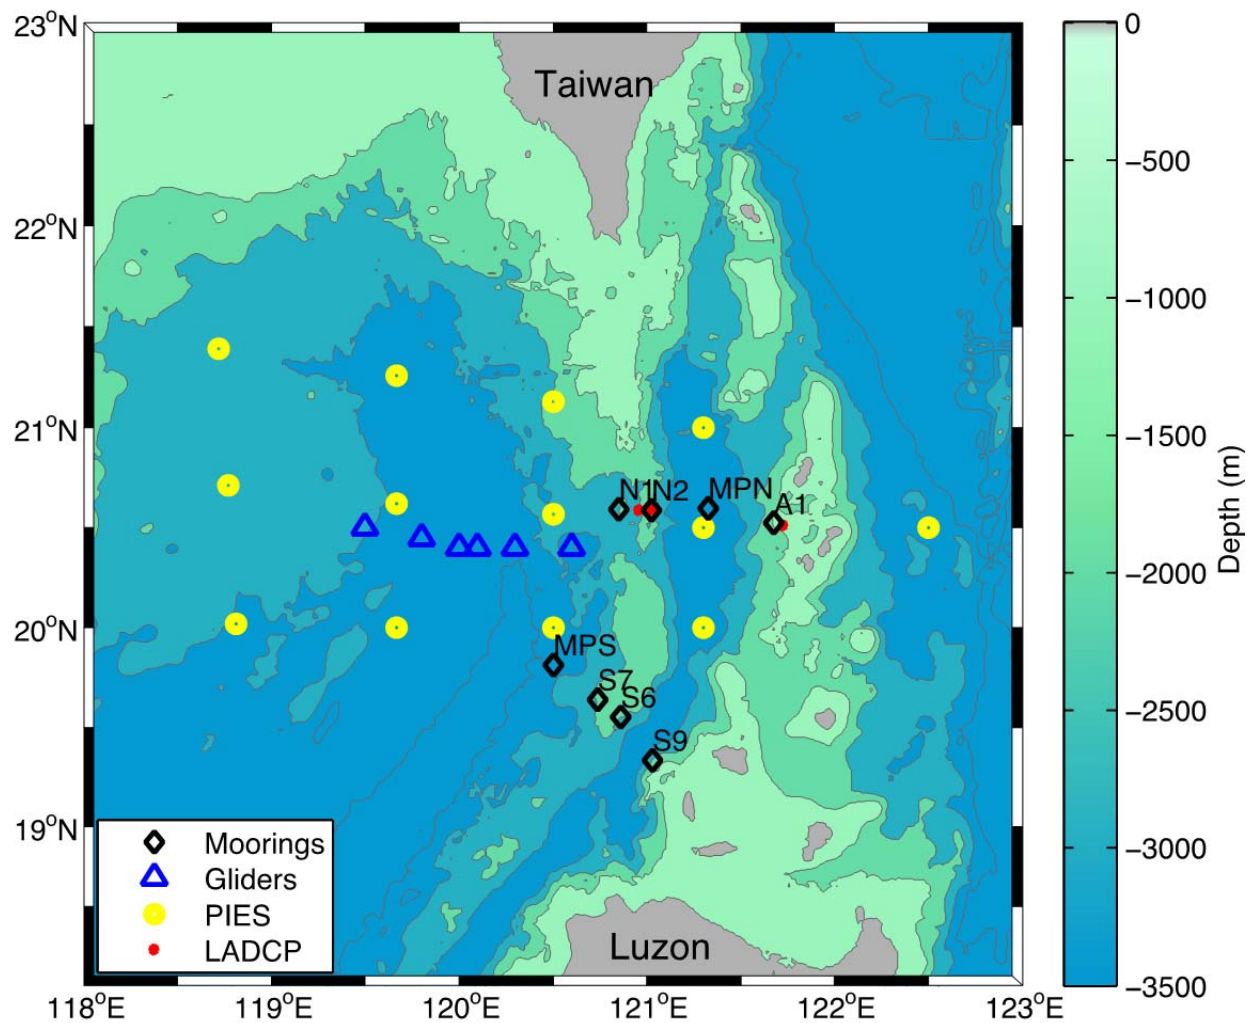 23°N
22°N
21°N
20°N
19°N
118°E
119°E
120°E
121°E
122°E
123°E
Taiwan
N1
N2
MPN
A1
MPS
S7
S6
S9
Luzon
Moorings
Gliders
PIES
LADCP
0
−500
−1000
−1500
−2000
−2500
−3000
−3500
Depth (m)